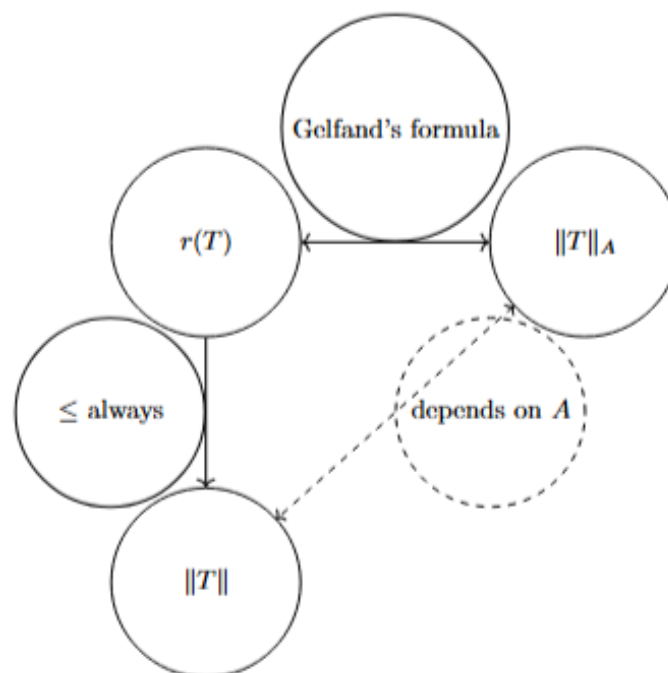 Gelfand's formula
r(T)
‖T‖_A
≤ always
depends on A
‖T‖